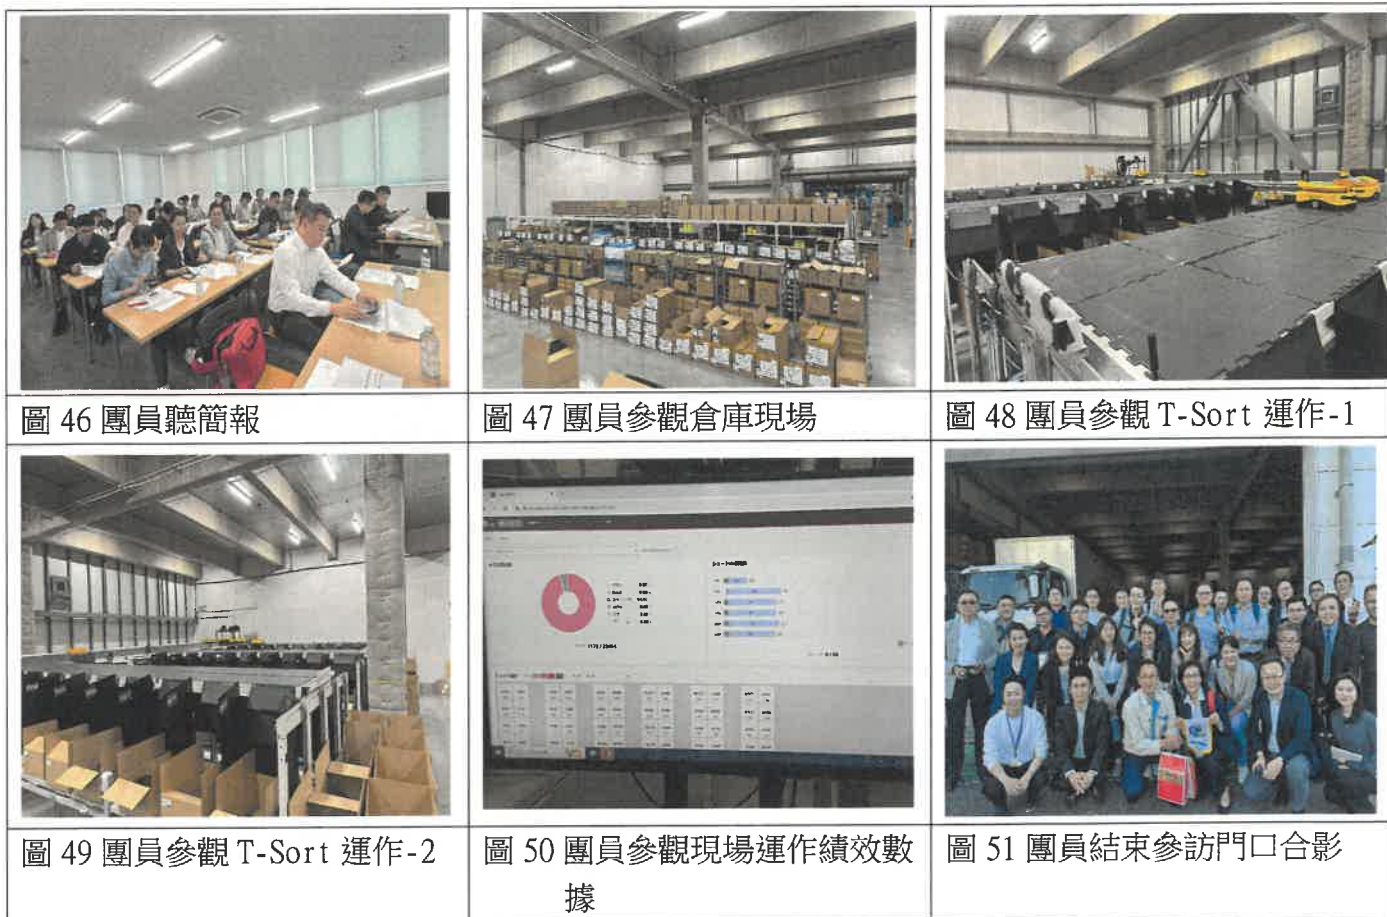 圖 46 團員聽簡報
圖 47 團員參觀倉庫現場
圖 48 團員參觀 T-Sort 運作-1
圖 49 團員參觀 T-Sort 運作-2
圖 50 團員參觀現場運作績效數
據
圖 51 團員結束參訪門口合影